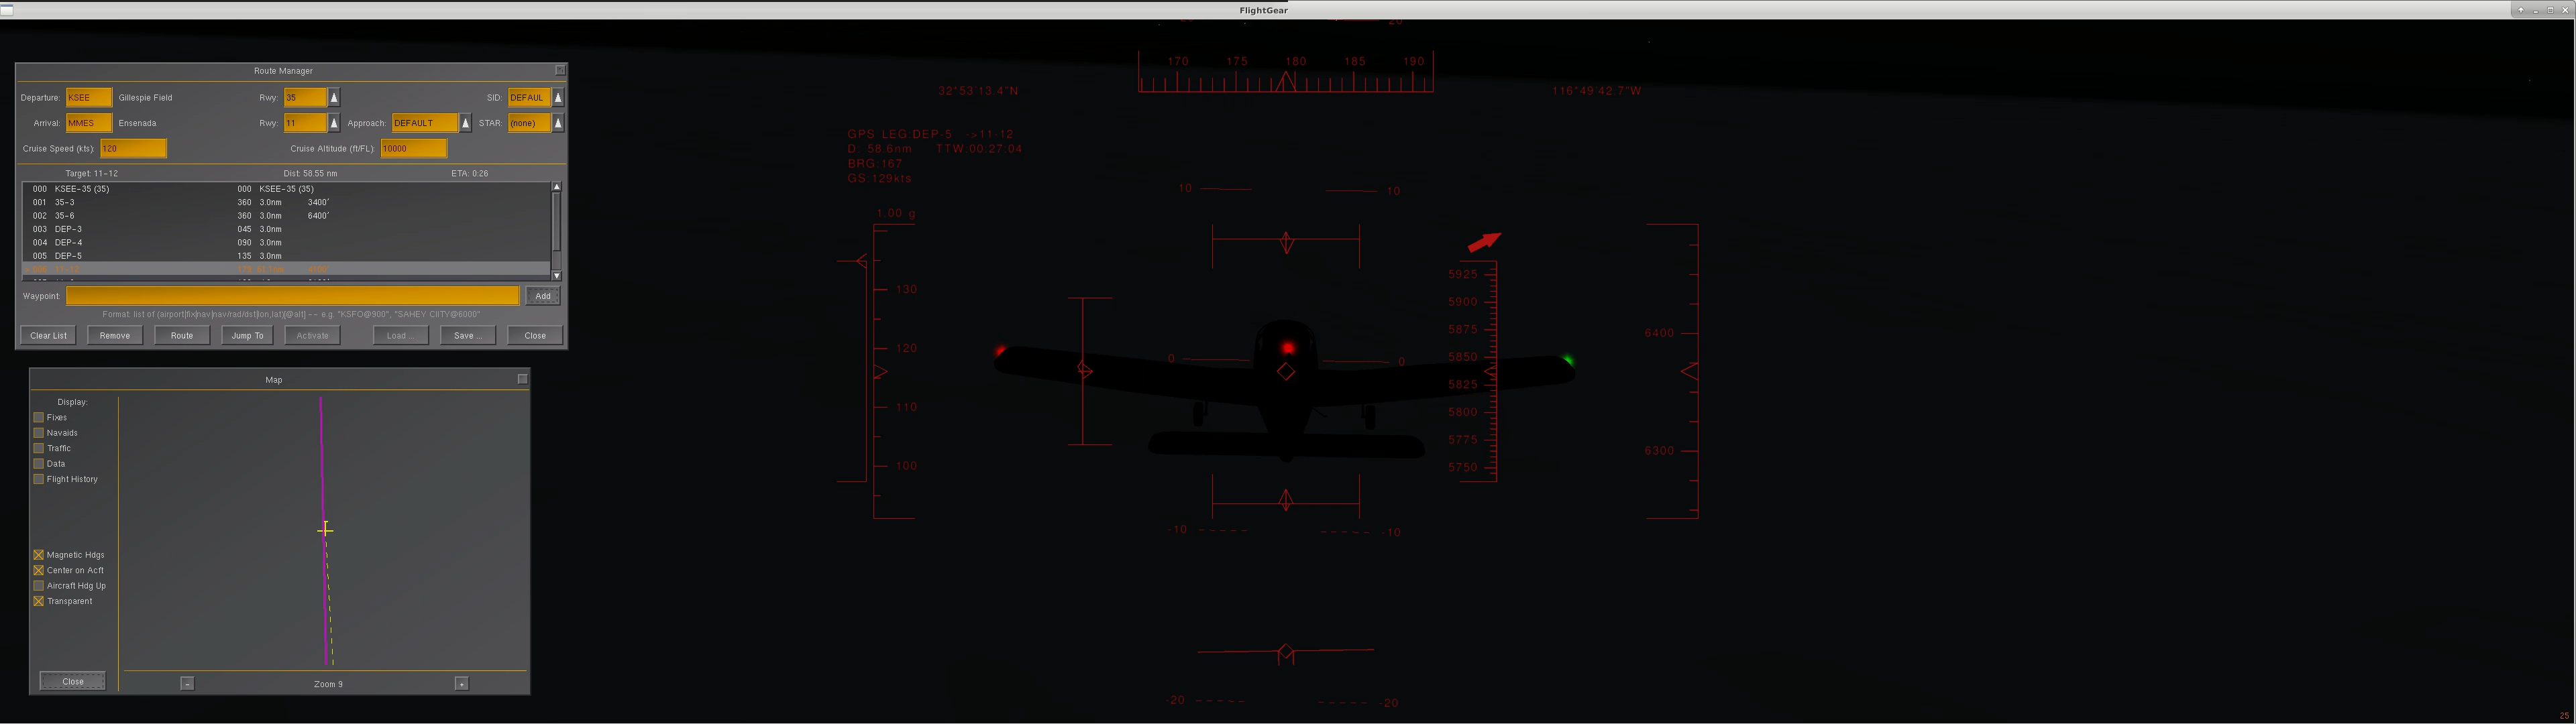 FlightGear
Route Manager
Departure: KSEE Gillespie Field Rwy: 35 SID: DEFAUL
Arrival: MMES Ensenada Rwy: 11 Approach: DEFAULT STAR: (none)
Cruise Speed (kts): 120 Cruise Altitude (ft/FL): 10000
Target: 11-12 Dist: 58.55 nm ETA: 0:26
000 KSEE-35 (35) 000 KSEE-35 (35)
001 35-3 360 3.0nm 3400'
002 35-6 360 3.0nm 6400'
003 DEP-3 045 3.0nm
004 DEP-4 090 3.0nm
005 DEP-5 135 3.0nm
Waypoint: Add
Format: list of (airport|fix|nav|nav/rad/dst|lon,lat)[@alt] -- e.g. "KSFO@900", "SAHEY CIITY@6000"
Clear List Remove Route Jump To Activate Load ... Save ... Close
Map
Display:
Fixes
Navaids
Traffic
Data
Flight History
Magnetic Hdgs
Center on Acft
Aircraft Hdg Up
Transparent
Close - Zoom 9 +
20 20
170 175 180 185 190
32°53'13.4"N 116°49'42.7"W
GPS LEG:DEP-5 ->11-12
D: 58.6nm TTW:00:27:04
BRG:167
GS:129kts
10 10
1.00 g
130
120
110
100
0 0
5925
5900
5875
5850
5825
5800
5775
5750
6400
6300
-10 -10
-20 -20
25